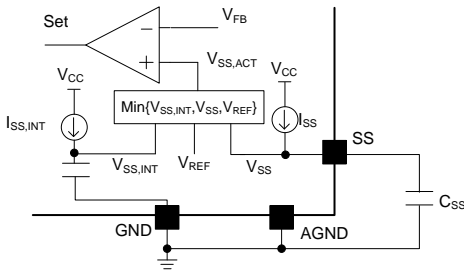 Set
V_FB
V_SS,ACT
V_CC
V_CC
I_SS,INT
Min{V_SS,INT,V_SS,V_REF}
I_SS
SS
V_SS,INT
V_REF
V_SS
C_SS
GND
AGND